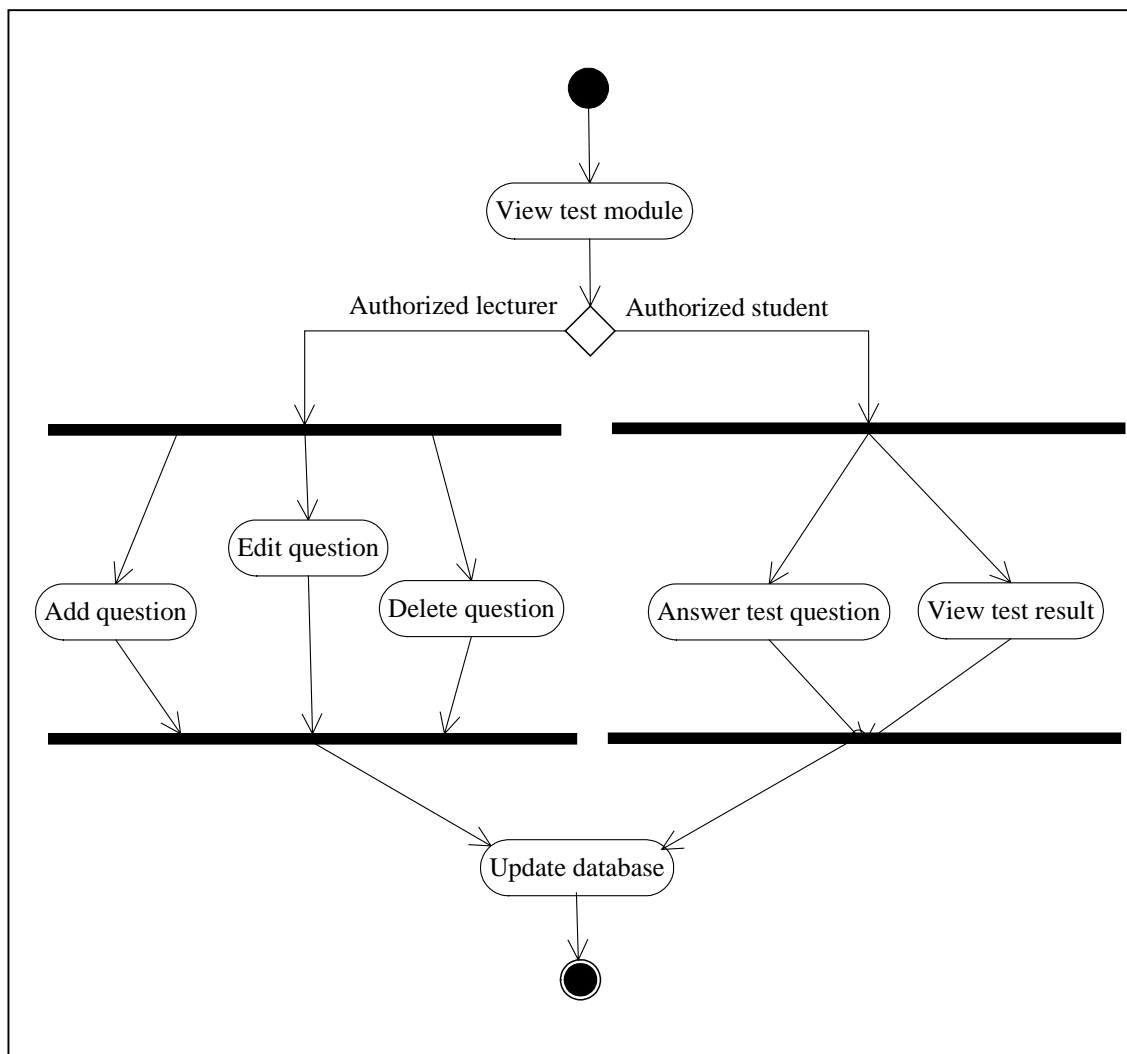 View test module
Authorized lecturer
Authorized student
Edit question
Add question
Delete question
Answer test question
View test result
Update database